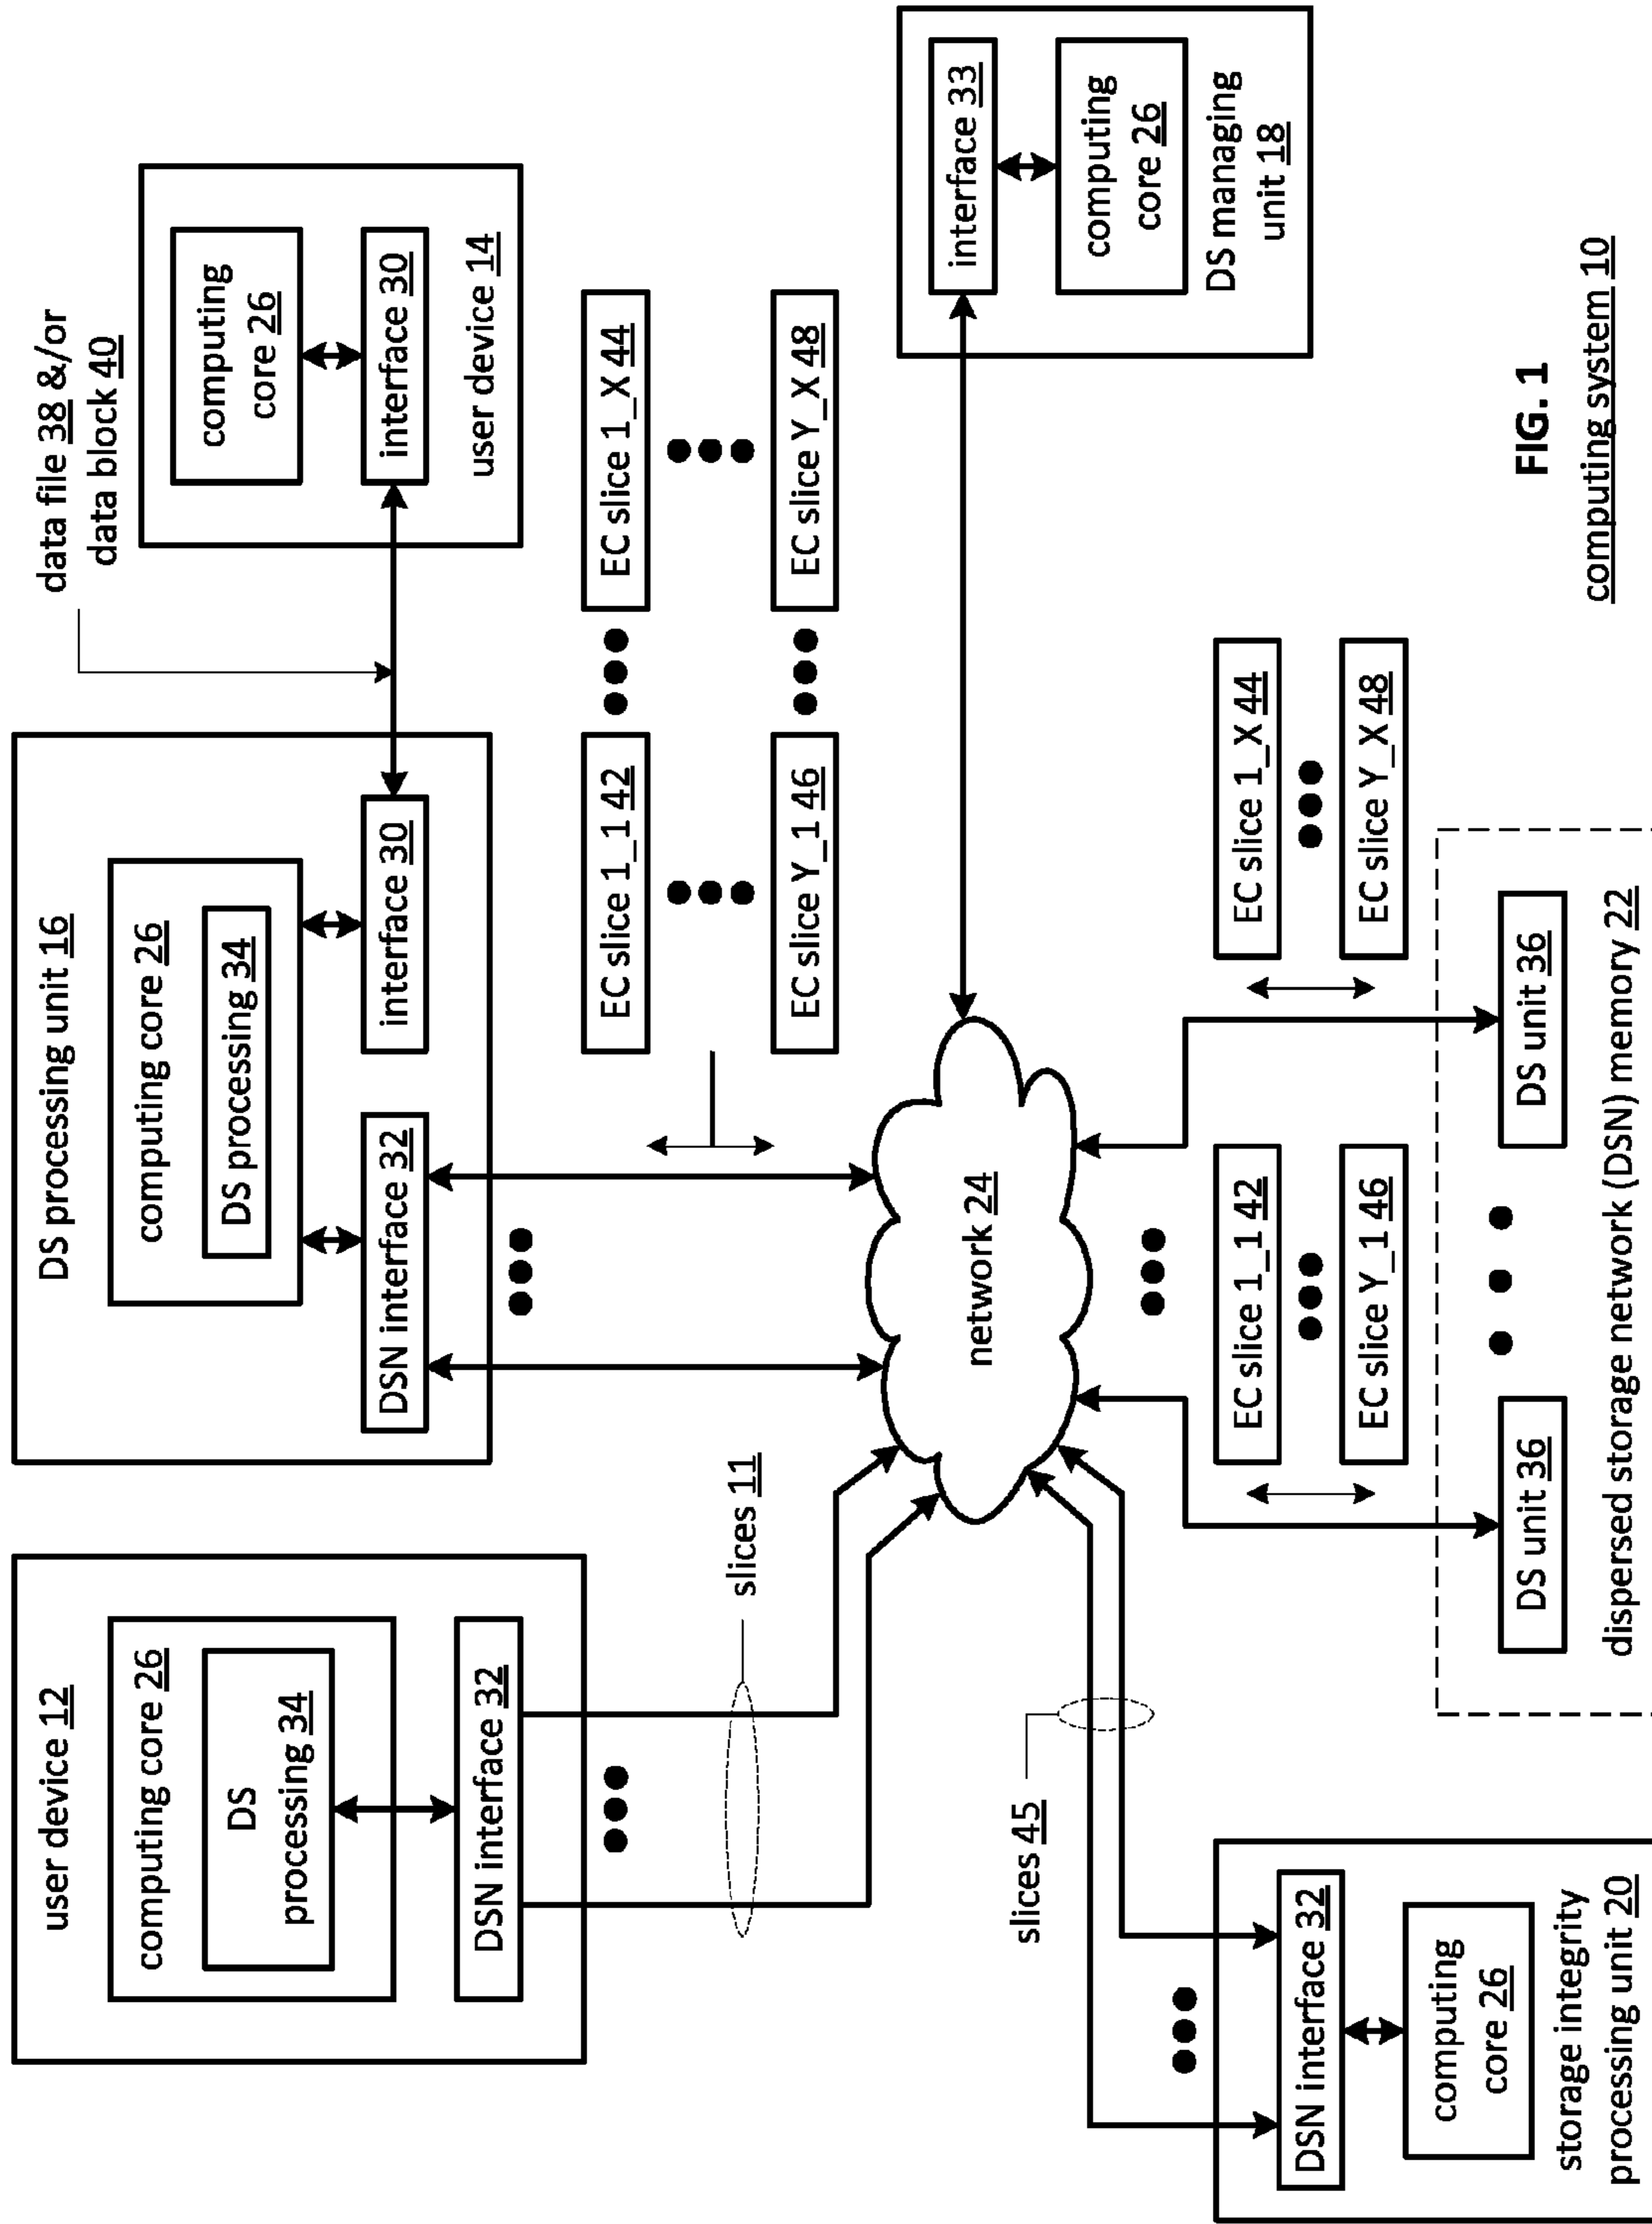 user device 12
computing core 26
DS
processing 34
DSN interface 32
slices 11
DS processing unit 16
computing core 26
DS processing 34
DSN interface 32
interface 30
data file 38 &/or
data block 40
computing
core 26
interface 30
user device 14
EC slice 1_1 42
EC slice 1_X 44
EC slice Y_1 46
EC slice Y_X 48
network 24
interface 33
computing
core 26
DS managing
unit 18
slices 45
DSN interface 32
computing
core 26
storage integrity
processing unit 20
EC slice 1_1 42
EC slice Y_1 46
EC slice 1_X 44
EC slice Y_X 48
DS unit 36
DS unit 36
dispersed storage network (DSN) memory 22
FIG. 1
computing system 10